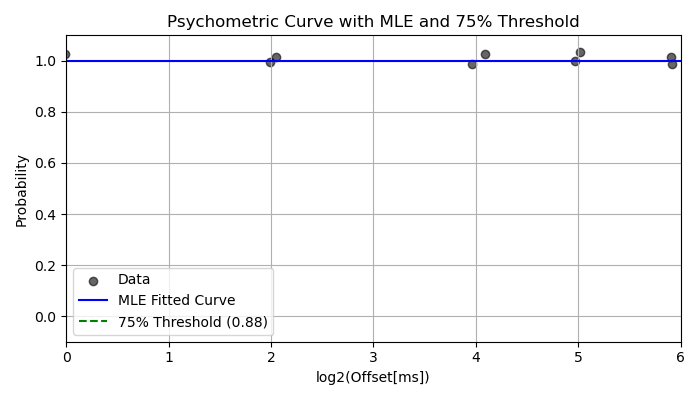 Psychometric Curve with MLE and 75% Threshold
Probability
1.0
0.8
0.6
0.4
0.2
0.0
Data
MLE Fitted Curve
75% Threshold (0.88)
0 1 2 3 4 5 6
log2(Offset[ms])